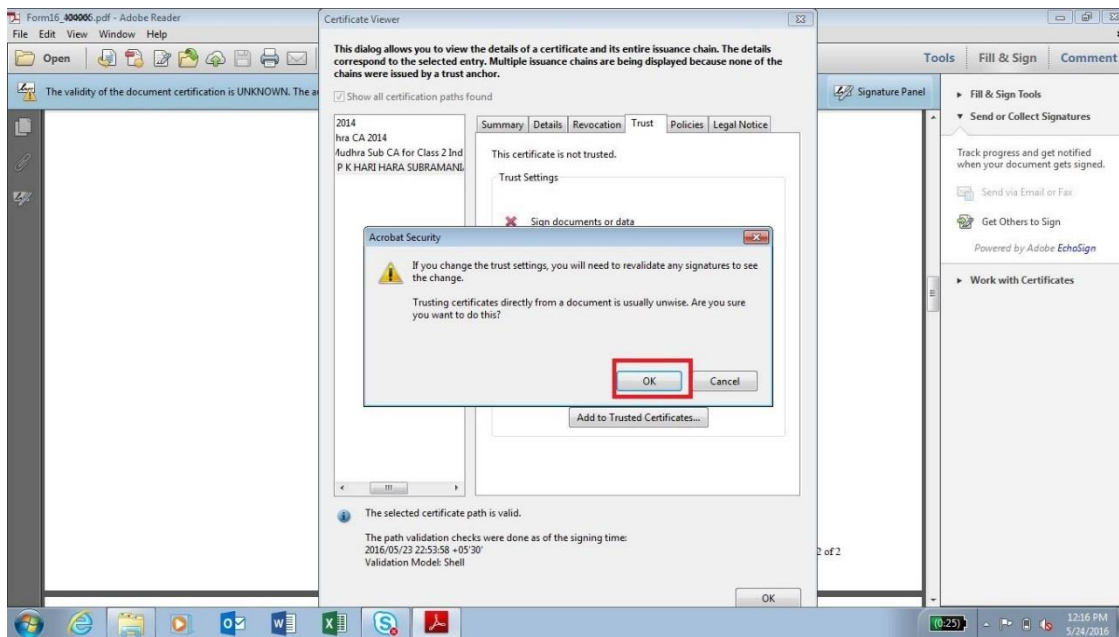 Form16_400005.pdf - Adobe Reader
File Edit View Window Help
Open
Tools Fill & Sign Comment
The validity of the document certification is UNKNOWN. The a
Signature Panel
Certificate Viewer
This dialog allows you to view the details of a certificate and its entire issuance chain. The details
correspond to the selected entry. Multiple issuance chains are being displayed because none of the
chains were issued by a trust anchor.
Show all certification paths found
2014
hra CA 2014
Mudhra Sub CA for Class 2 Ind
P K HARI HARA SUBRAMANI
Summary Details Revocation Trust Policies Legal Notice
This certificate is not trusted.
Trust Settings
Sign documents or data
Acrobat Security
If you change the trust settings, you will need to revalidate any signatures to see
the change.
Trusting certificates directly from a document is usually unwise. Are you sure
you want to do this?
OK Cancel
Add to Trusted Certificates...
The selected certificate path is valid.
The path validation checks were done as of the signing time:
2016/05/23 22:53:58 +05'30'
Validation Model: Shell
OK
2 of 2
Fill & Sign Tools
Send or Collect Signatures
Track progress and get notified
when your document gets signed.
Send via Email or Fax
Get Others to Sign
Powered by Adobe EchoSign
Work with Certificates
(0:25)
12:16 PM
5/24/2016